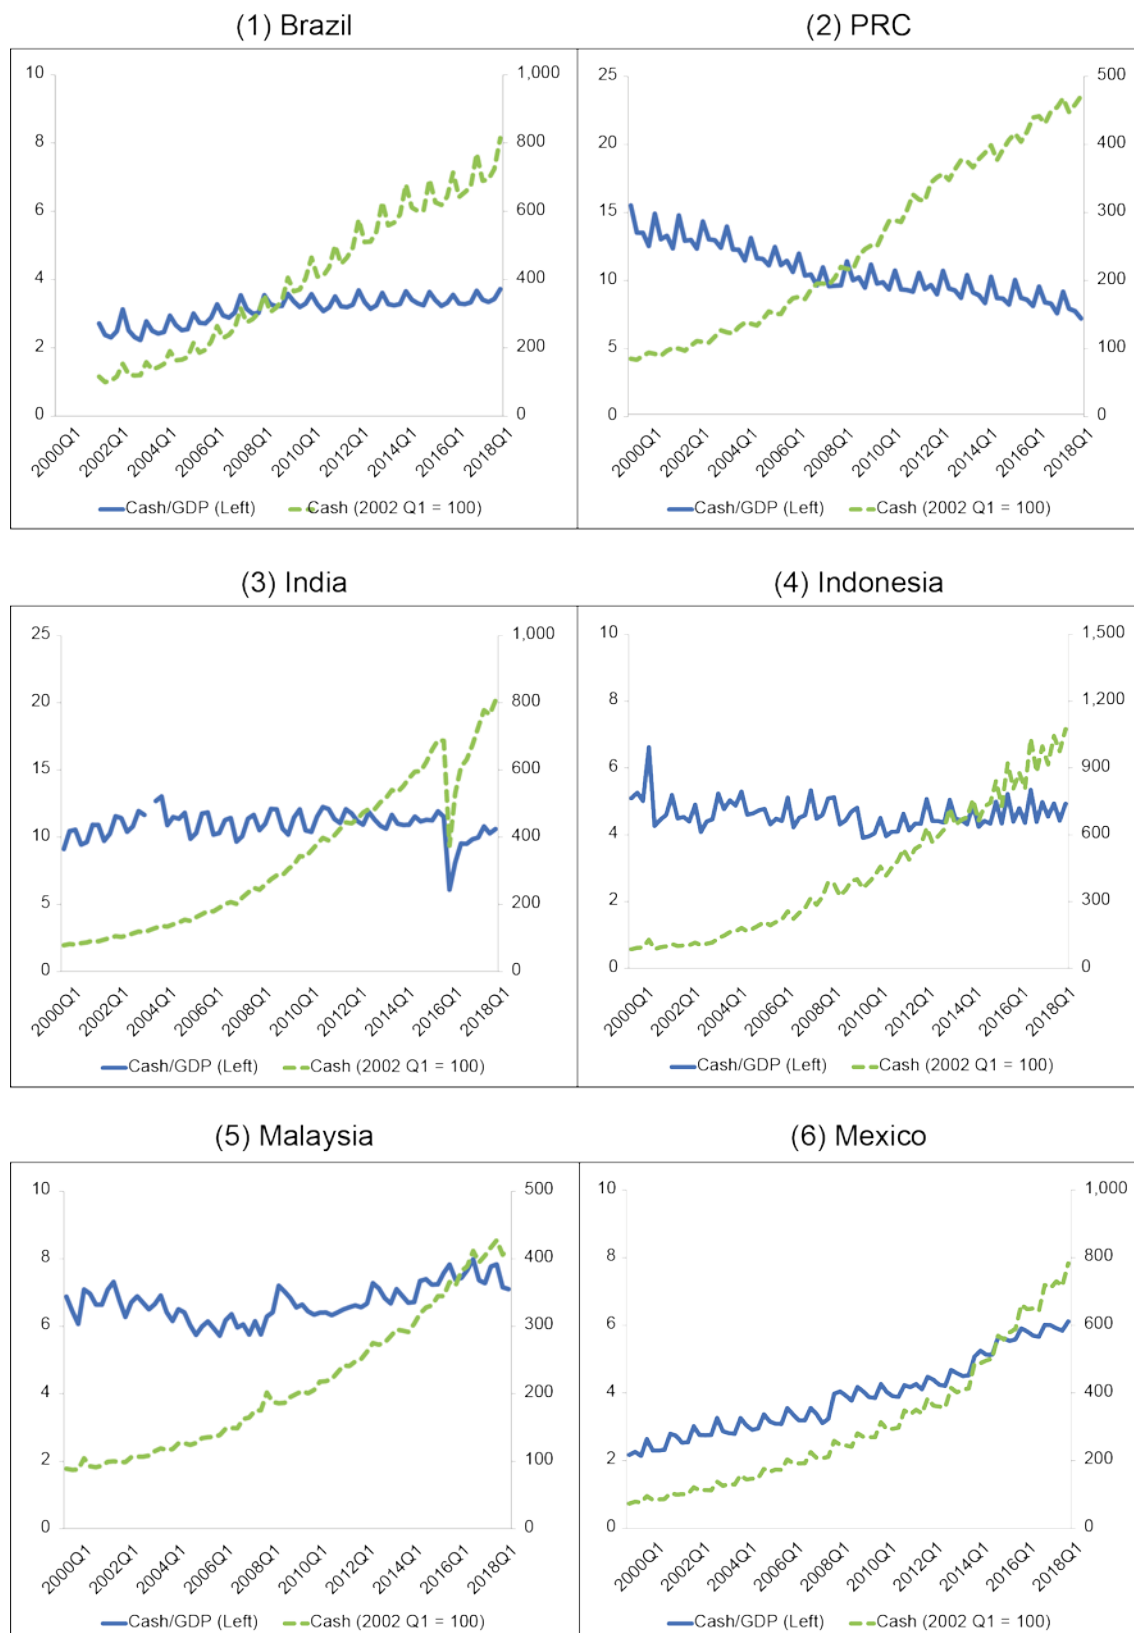 (1) Brazil
10
8
6
4
2
0
1,000
800
600
400
200
0
2000Q1
2002Q1
2004Q1
2006Q1
2008Q1
2010Q1
2012Q1
2014Q1
2016Q1
2018Q1
Cash/GDP (Left) Cash (2002 Q1 = 100)
(2) PRC
25
20
15
10
5
0
500
400
300
200
100
0
2000Q1
2002Q1
2004Q1
2006Q1
2008Q1
2010Q1
2012Q1
2014Q1
2016Q1
2018Q1
Cash/GDP (Left) Cash (2002 Q1 = 100)
(3) India
25
20
15
10
5
0
1,000
800
600
400
200
0
2000Q1
2002Q1
2004Q1
2006Q1
2008Q1
2010Q1
2012Q1
2014Q1
2016Q1
2018Q1
Cash/GDP (Left) Cash (2002 Q1 = 100)
(4) Indonesia
10
8
6
4
2
0
1,500
1,200
900
600
300
0
2000Q1
2002Q1
2004Q1
2006Q1
2008Q1
2010Q1
2012Q1
2014Q1
2016Q1
2018Q1
Cash/GDP (Left) Cash (2002 Q1 = 100)
(5) Malaysia
10
8
6
4
2
0
500
400
300
200
100
0
2000Q1
2002Q1
2004Q1
2006Q1
2008Q1
2010Q1
2012Q1
2014Q1
2016Q1
2018Q1
Cash/GDP (Left) Cash (2002 Q1 = 100)
(6) Mexico
10
8
6
4
2
0
1,000
800
600
400
200
0
2000Q1
2002Q1
2004Q1
2006Q1
2008Q1
2010Q1
2012Q1
2014Q1
2016Q1
2018Q1
Cash/GDP (Left) Cash (2002 Q1 = 100)